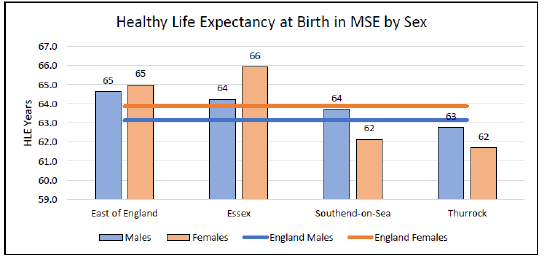 Healthy Life Expectancy at Birth in MSE by Sex
67.0
66.0
65.0
64.0
63.0
62.0
61.0
60.0
59.0
HLE Years
65
65
64
66
64
62
63
62
East of England
Essex
Southend-on-Sea
Thurrock
Males
Females
England Males
England Females